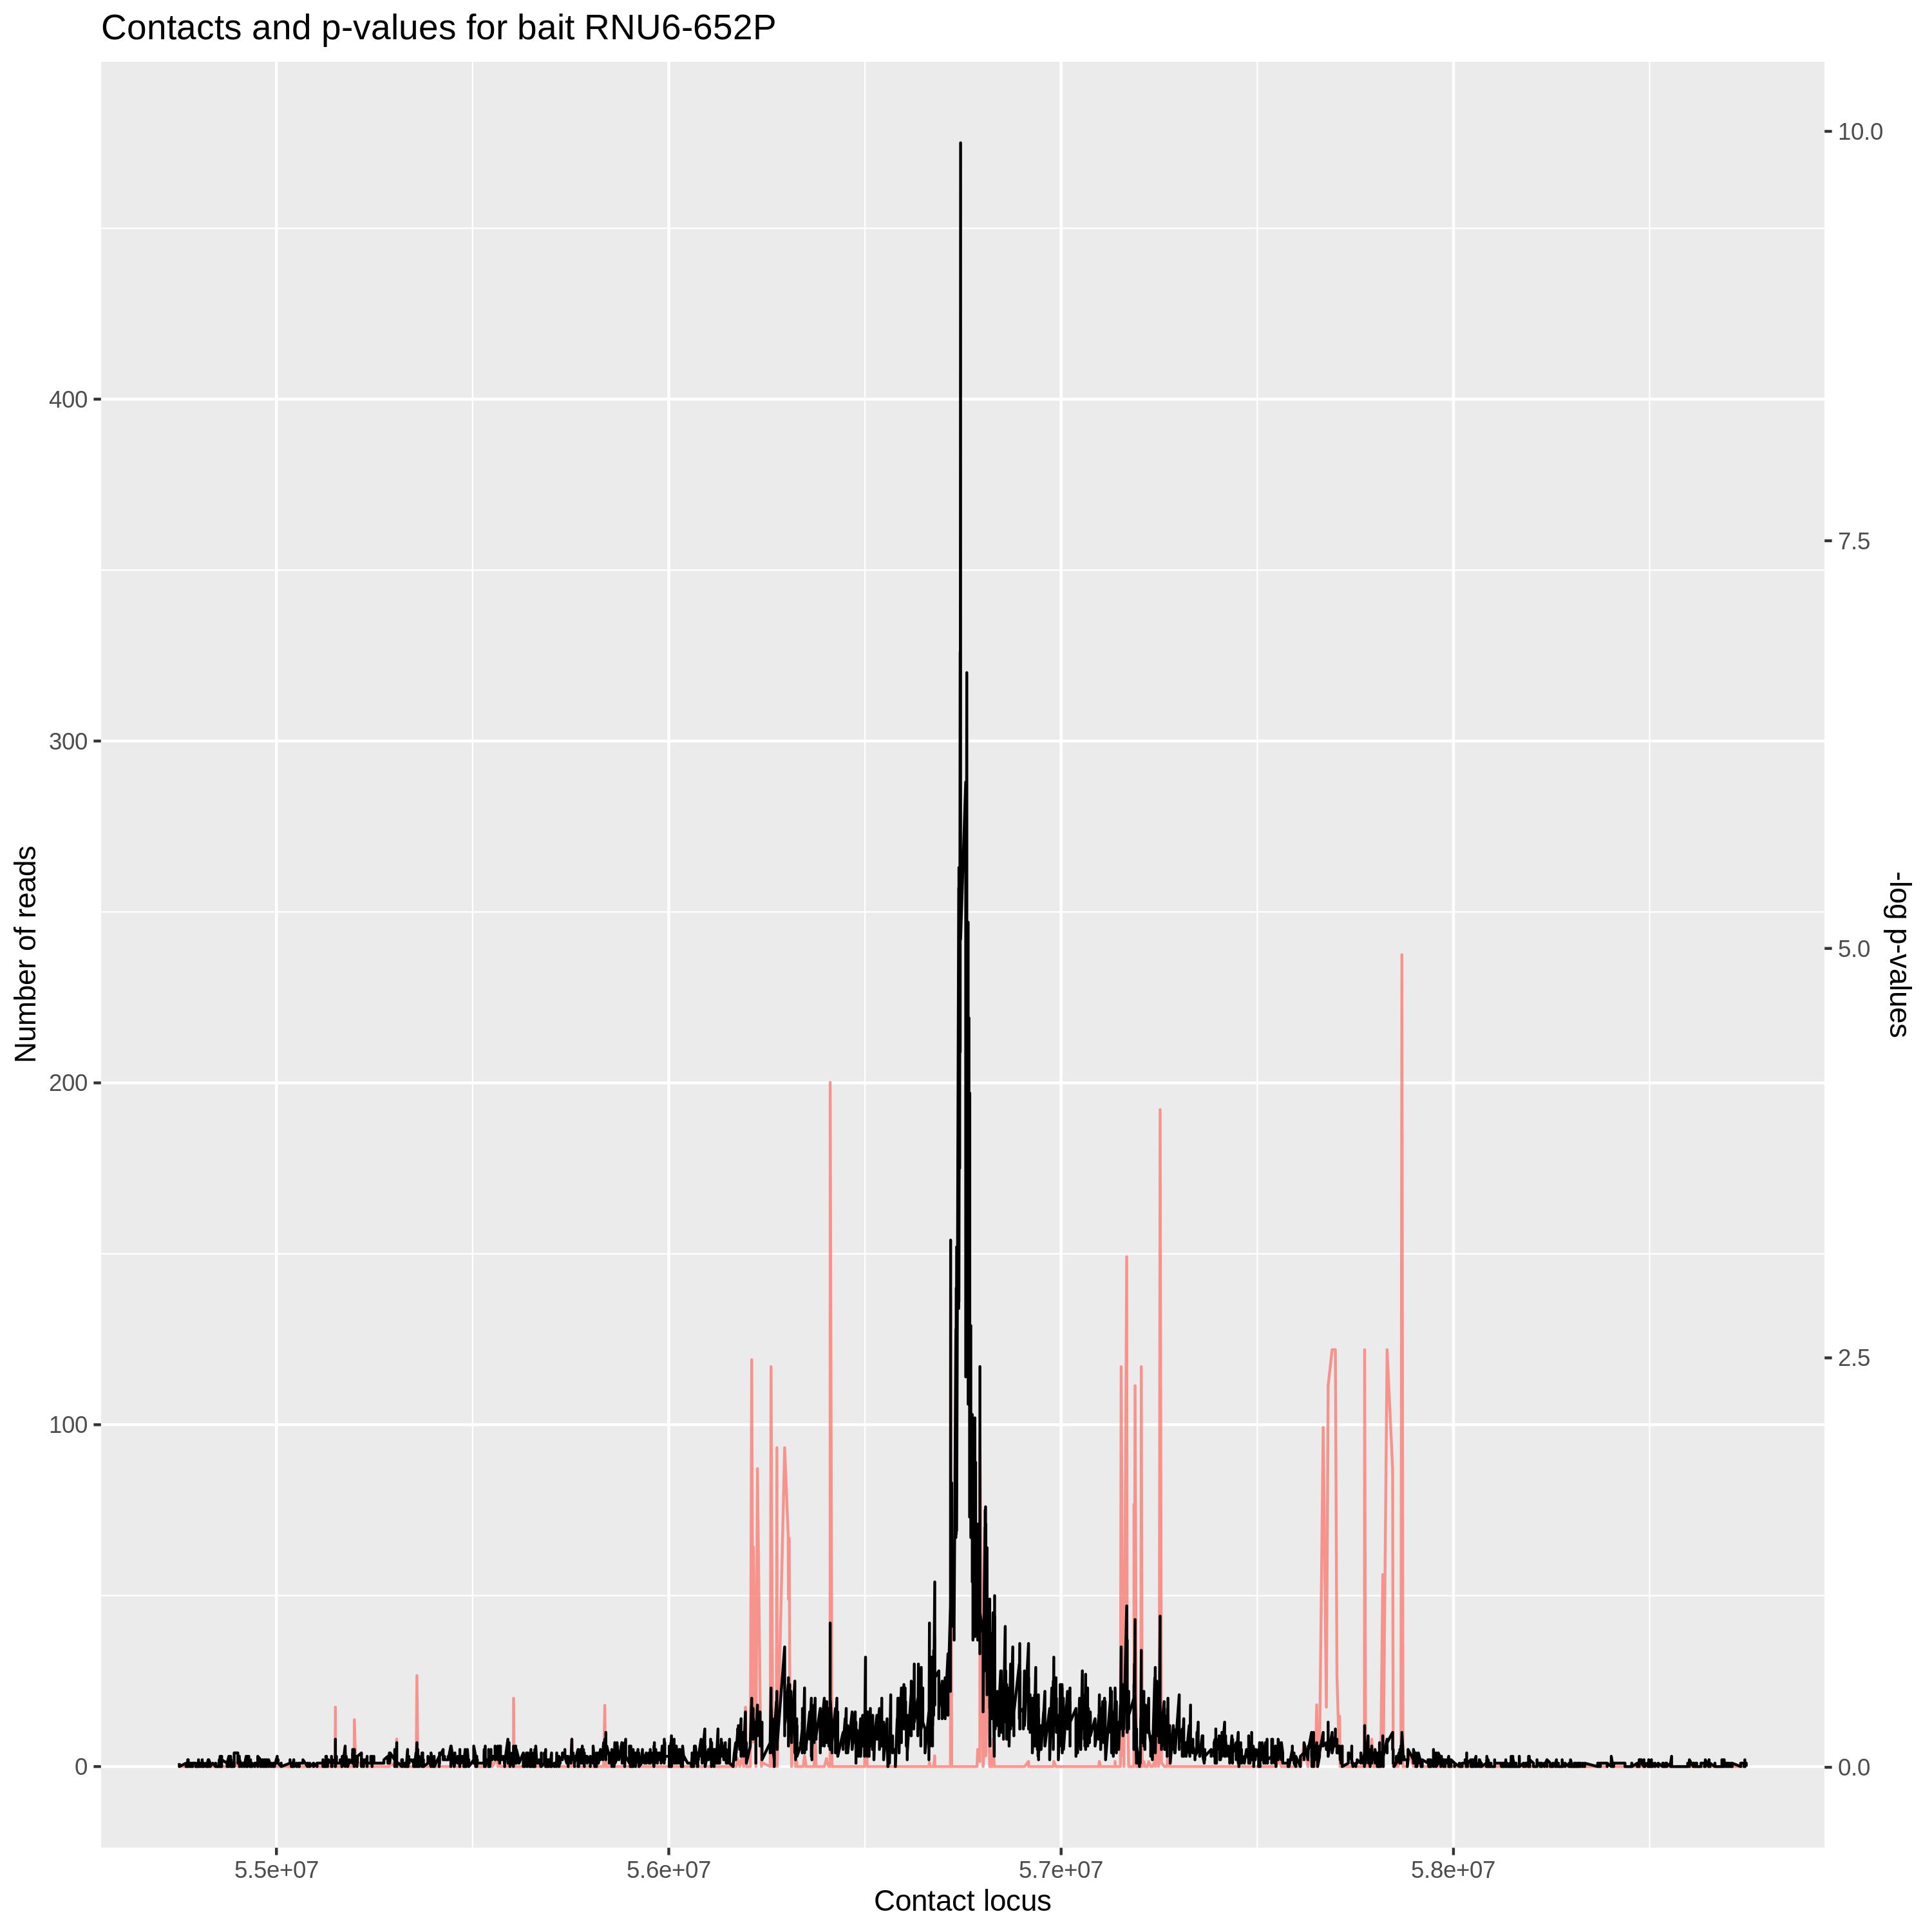 Contacts and p-values for bait RNU6-652P
10.0
7.5
5.0
2.5
0.0
-log p-values
400
300
200
100
0
Number of reads
5.5e+07 5.6e+07 5.7e+07 5.8e+07
Contact locus